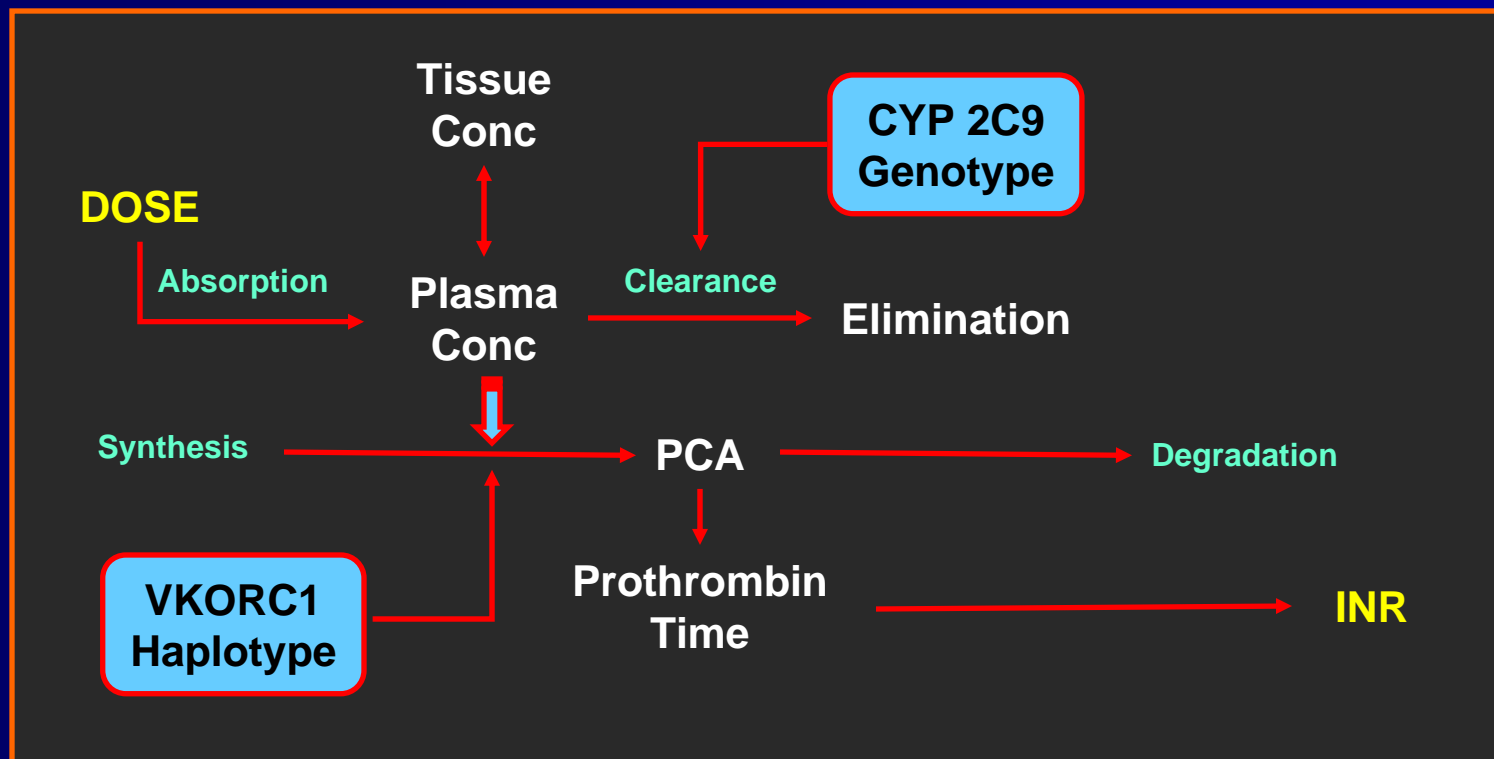 Tissue
Conc
CYP 2C9
Genotype
DOSE
Absorption
Plasma
Conc
Clearance
Elimination
Synthesis
PCA
Degradation
VKORC1
Haplotype
Prothrombin
Time
INR